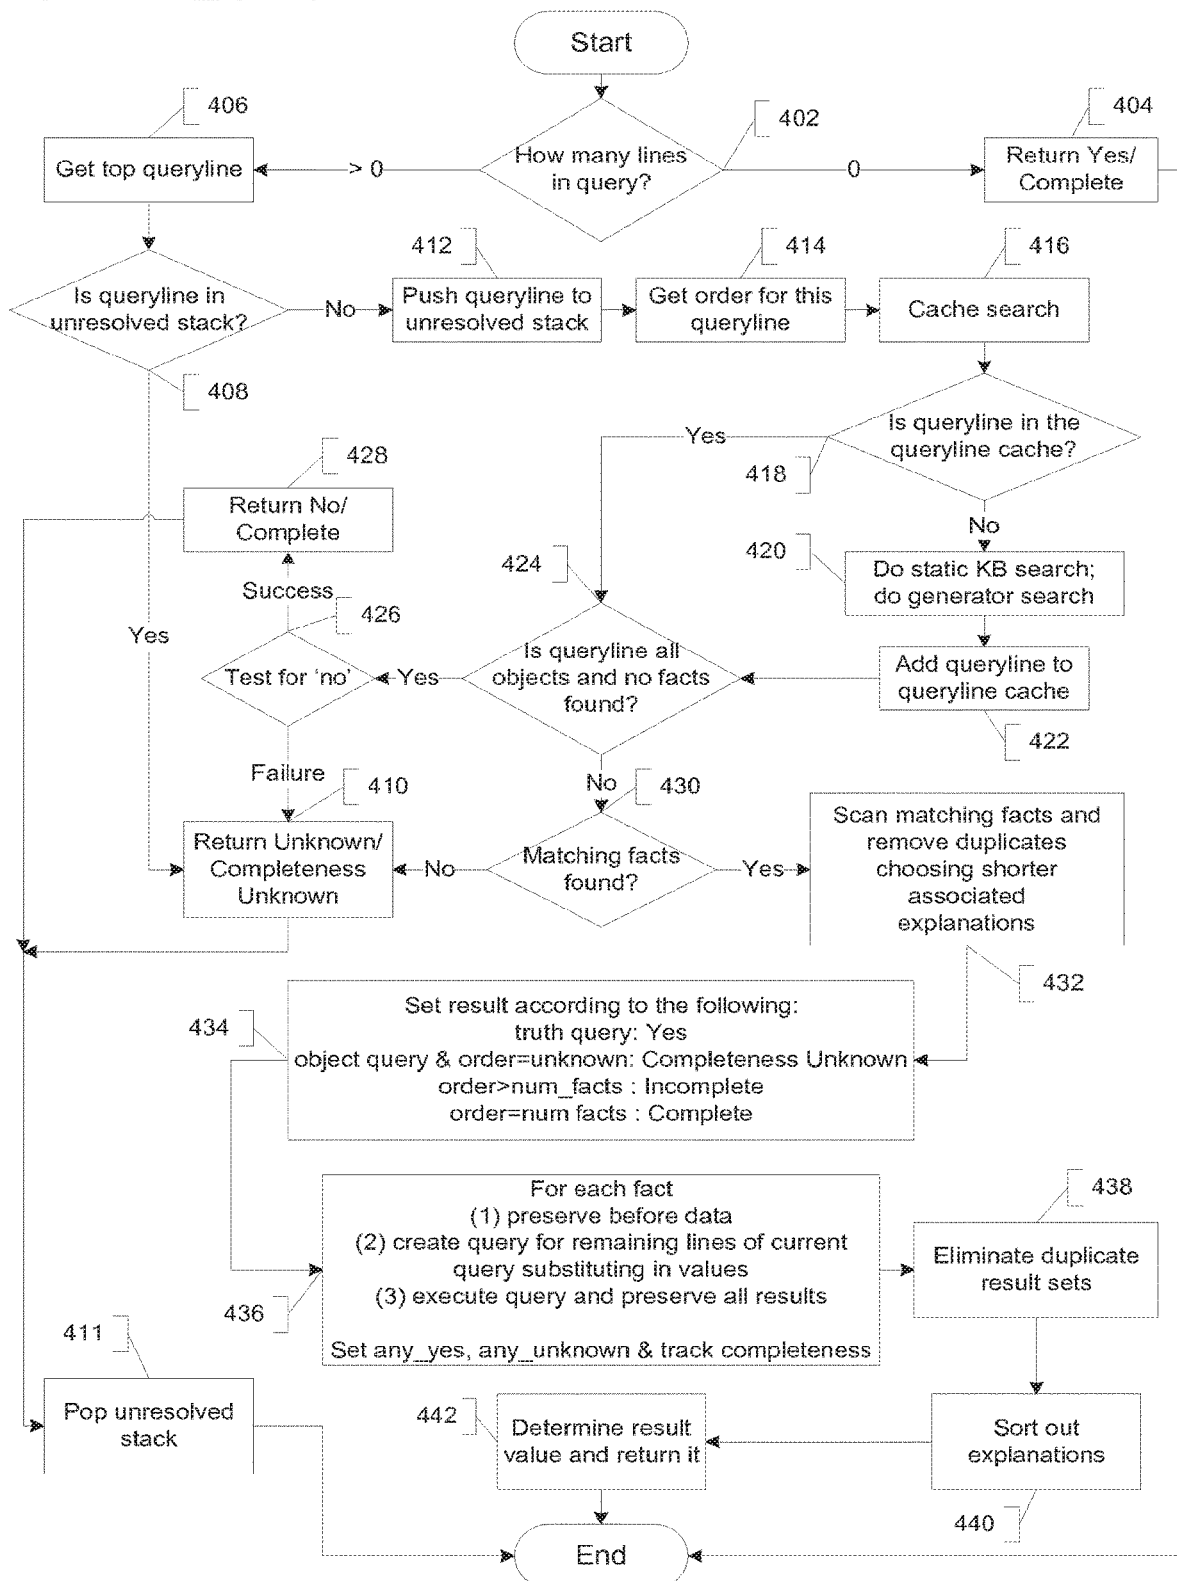 Start
406
402
404
Get top queryline
> 0
How many lines
in query?
0
Return Yes/
Complete
412
414
416
Is queryline in
unresolved stack?
No
Push queryline to
unresolved stack
Get order for this
queryline
Cache search
408
Yes
Is queryline in the
queryline cache?
418
428
Return No/
Complete
No
420
424
Do static KB search;
do generator search
Success
426
Yes
Is queryline all
objects and no facts
found?
Test for 'no'
Yes
Add queryline to
queryline cache
422
Failure
410
No
430
Return Unknown/
Completeness
Unknown
No
Matching facts
found?
Yes
Scan matching facts and
remove duplicates
choosing shorter
associated
explanations
432
434
Set result according to the following:
truth query: Yes
object query & order=unknown: Completeness Unknown
order>num_facts : Incomplete
order=num facts : Complete
436
For each fact
(1) preserve before data
(2) create query for remaining lines of current
query substituting in values
(3) execute query and preserve all results
Set any_yes, any_unknown & track completeness
438
Eliminate duplicate
result sets
411
Pop unresolved
stack
442
Determine result
value and return it
Sort out
explanations
440
End